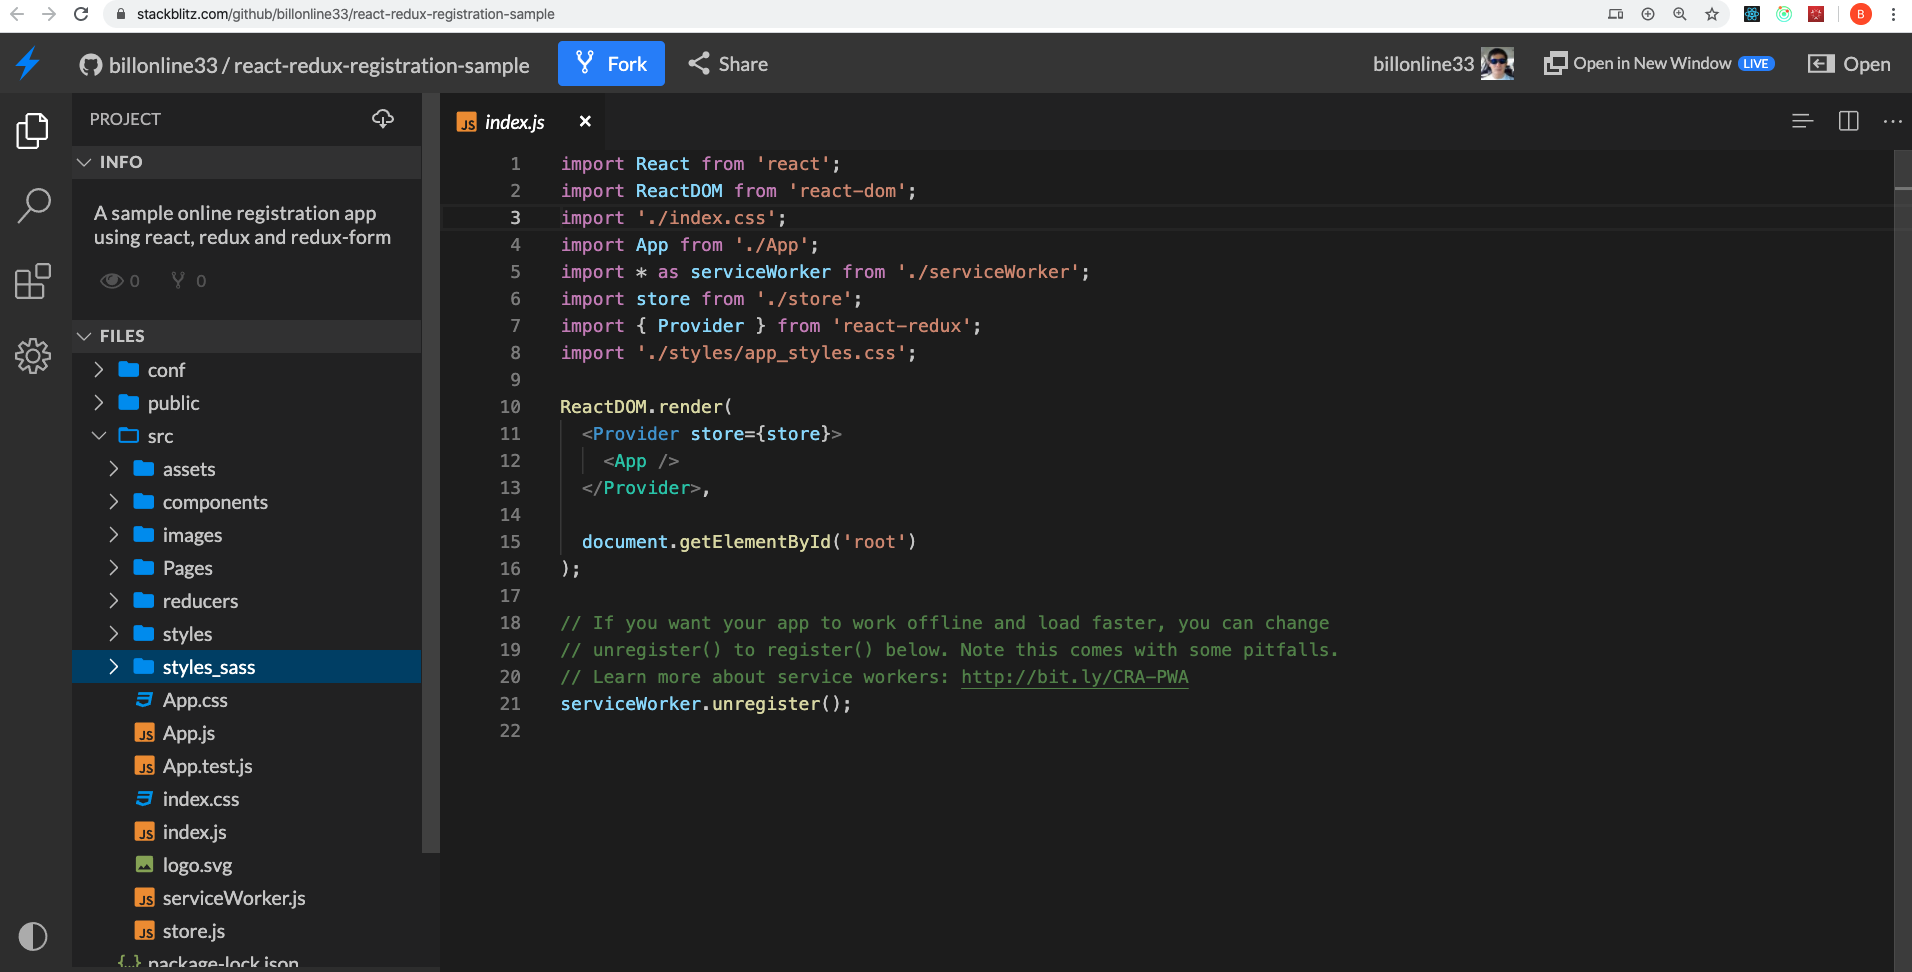 stackblitz.com/github/billonline33/react-redux-registration-sample
B
billonline33 / react-redux-registration-sample
Fork
Share
billonline33
Open in New Window LIVE
Open
PROJECT
INFO
A sample online registration app
using react, redux and redux-form
0 0
FILES
conf
public
src
assets
components
images
Pages
reducers
styles
styles_sass
App.css
JS App.js
JS App.test.js
index.css
JS index.js
logo.svg
JS serviceWorker.js
JS store.js
{..} package-lock.json
JS index.js ×
1 import React from 'react';
2 import ReactDOM from 'react-dom';
3 import './index.css';
4 import App from './App';
5 import * as serviceWorker from './serviceWorker';
6 import store from './store';
7 import { Provider } from 'react-redux';
8 import './styles/app_styles.css';
9
10 ReactDOM.render(
11 <Provider store={store}>
12 <App />
13 </Provider>,
14
15 document.getElementById('root')
16 );
17
18 // If you want your app to work offline and load faster, you can change
19 // unregister() to register() below. Note this comes with some pitfalls.
20 // Learn more about service workers: http://bit.ly/CRA-PWA
21 serviceWorker.unregister();
22